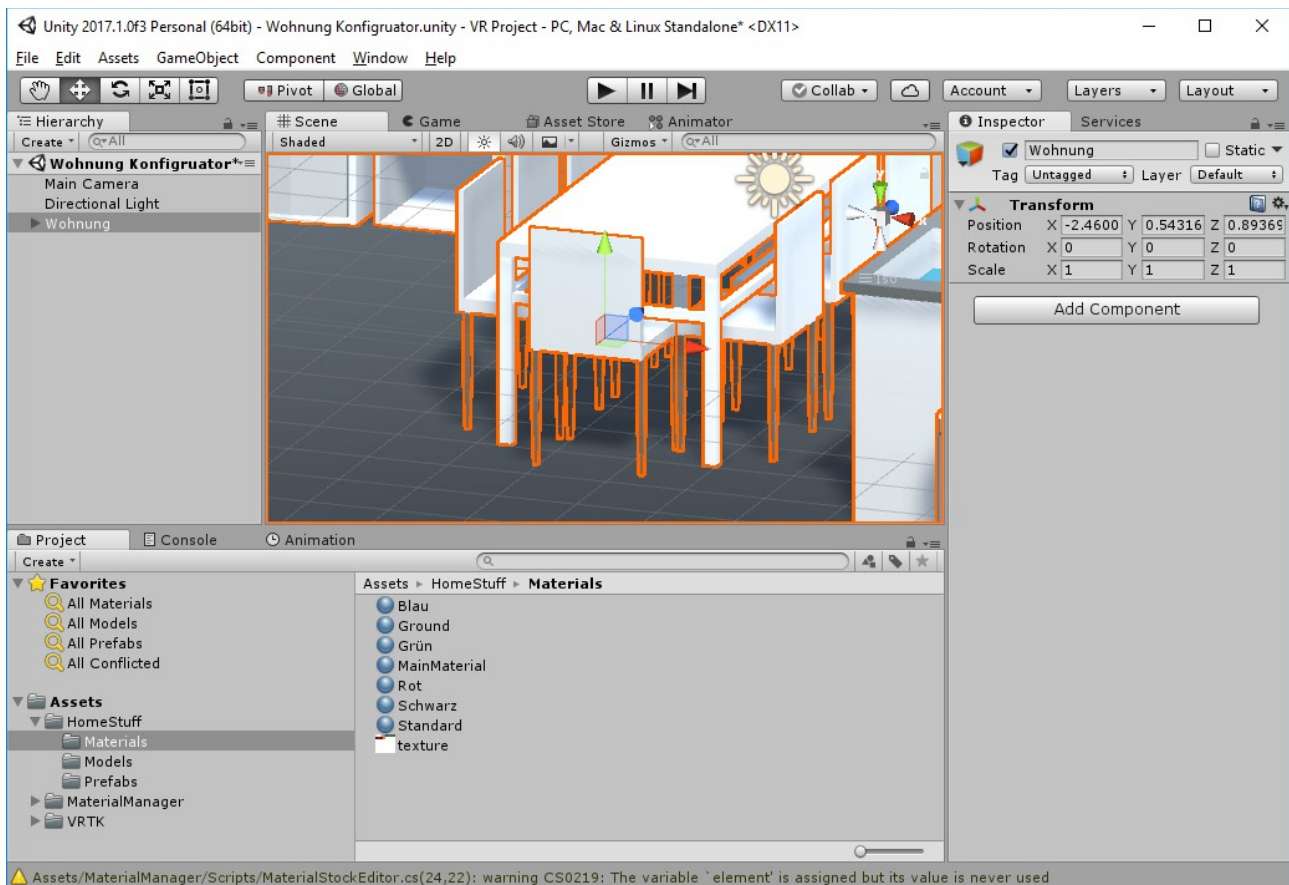 Unity 2017.1.0f3 Personal (64bit) - Wohnung Konfigruator.unity - VR Project - PC, Mac & Linux Standalone* <DX11>
File Edit Assets GameObject Component Window Help
Pivot Global Collab Account Layers Layout
Hierarchy
Create All
Wohnung Konfigruator*
Main Camera
Directional Light
Wohnung
Scene Game Asset Store Animator
Shaded 2D Gizmos All
y
x
Iso
Inspector Services
Wohnung Static
Tag Untagged Layer Default
Transform
Position X -2.4600 Y 0.54316 Z 0.89369
Rotation X 0 Y 0 Z 0
Scale X 1 Y 1 Z 1
Add Component
Project Console Animation
Create
Favorites
All Materials
All Models
All Prefabs
All Conflicted
Assets
HomeStuff
Materials
Models
Prefabs
MaterialManager
VRTK
Assets HomeStuff Materials
Blau
Ground
Grün
MainMaterial
Rot
Schwarz
Standard
texture
Assets/MaterialManager/Scripts/MaterialStockEditor.cs(24,22): warning CS0219: The variable `element' is assigned but its value is never used